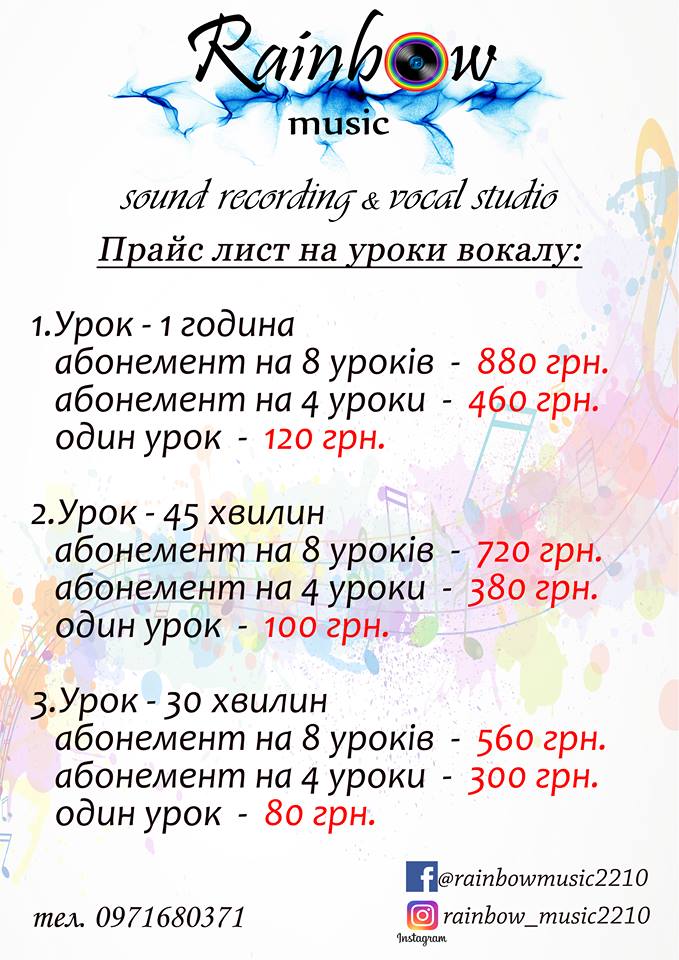 Rainbow
music
sound recording & vocal studio
Прайс лист на уроки вокалу:
1.Урок - 1 година
абонемент на 8 уроків - 880 грн.
абонемент на 4 уроки - 460 грн.
один урок - 120 грн.
2.Урок - 45 хвилин
абонемент на 8 уроків - 720 грн.
абонемент на 4 уроки - 380 грн.
один урок - 100 грн.
3.Урок - 30 хвилин
абонемент на 8 уроків - 560 грн.
абонемент на 4 уроки - 300 грн.
один урок - 80 грн.
@rainbowmusic2210
тел. 0971680371
rainbow_music2210
Instagram